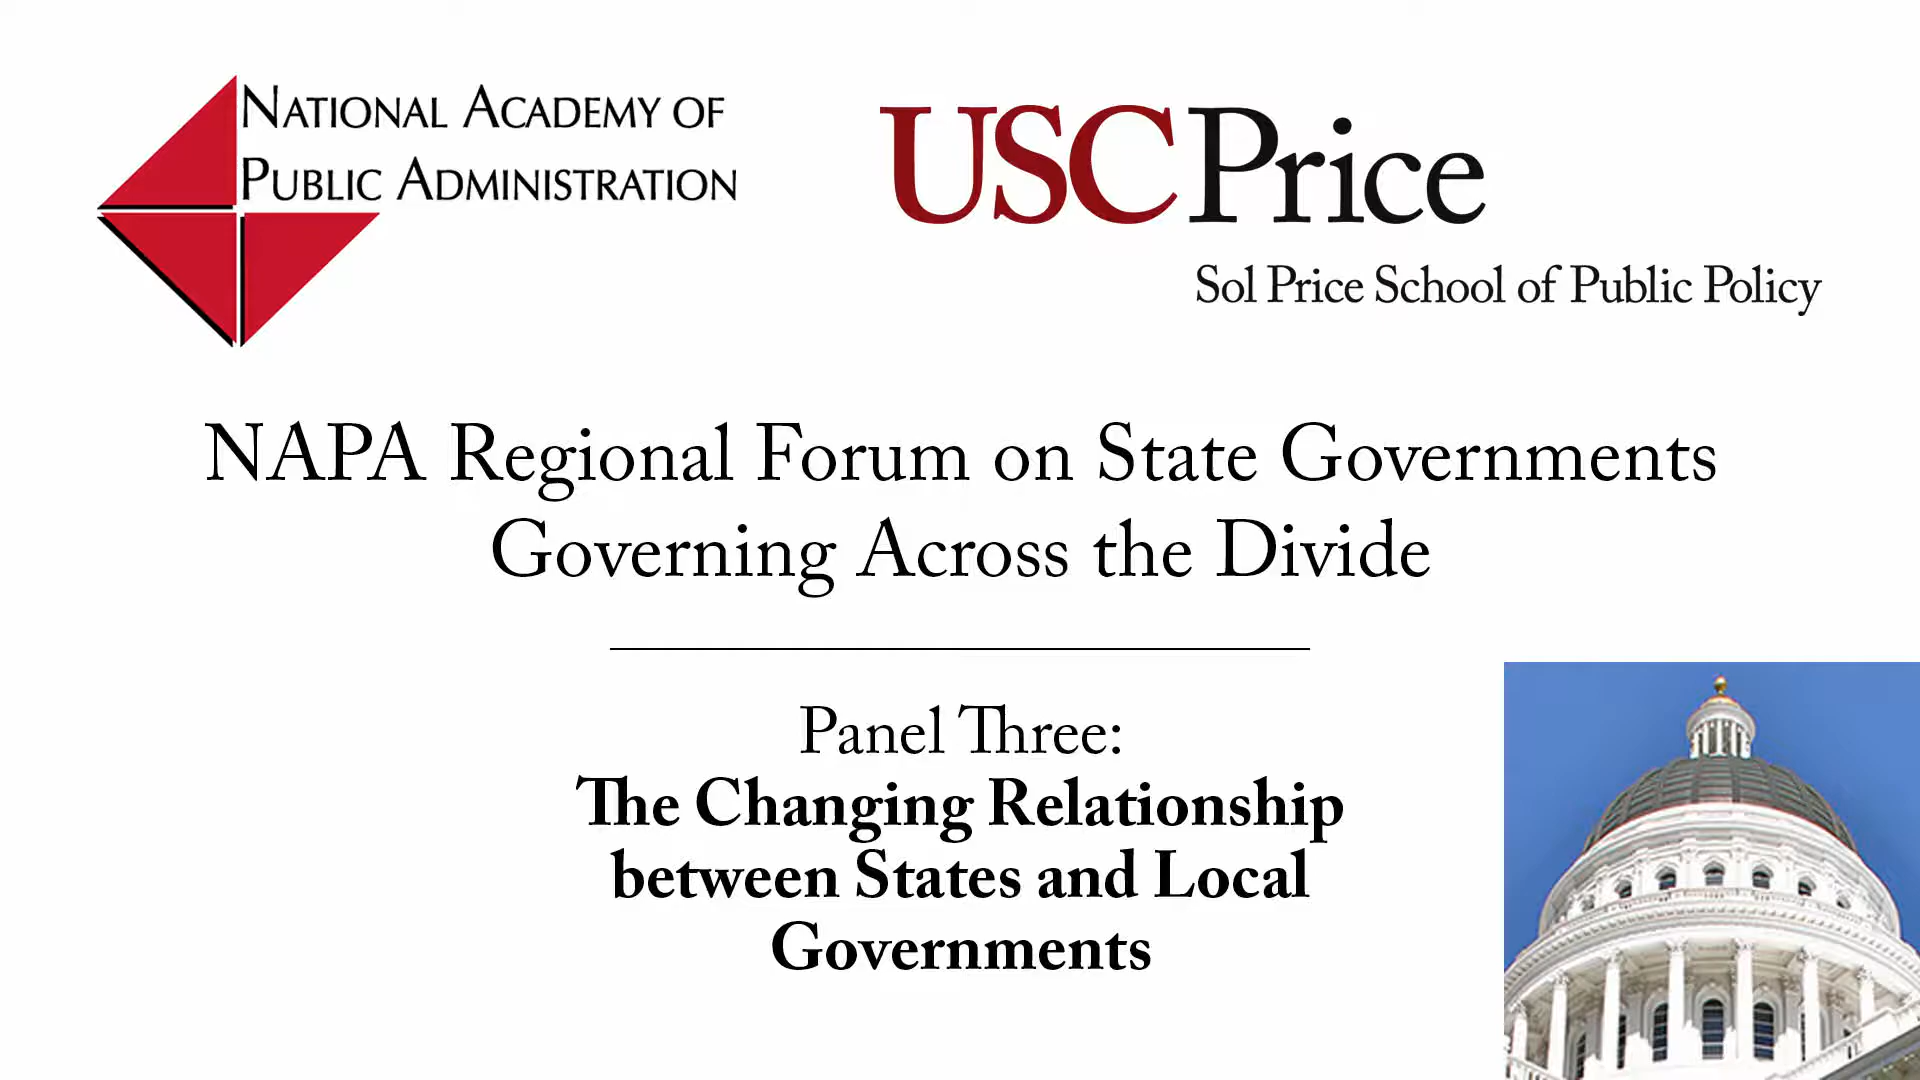 NATIONAL ACADEMY OF
PUBLIC ADMINISTRATION
USC Price
Sol Price School of Public Policy
NAPA Regional Forum on State Governments
Governing Across the Divide
Panel Three:
The Changing Relationship
between States and Local
Governments